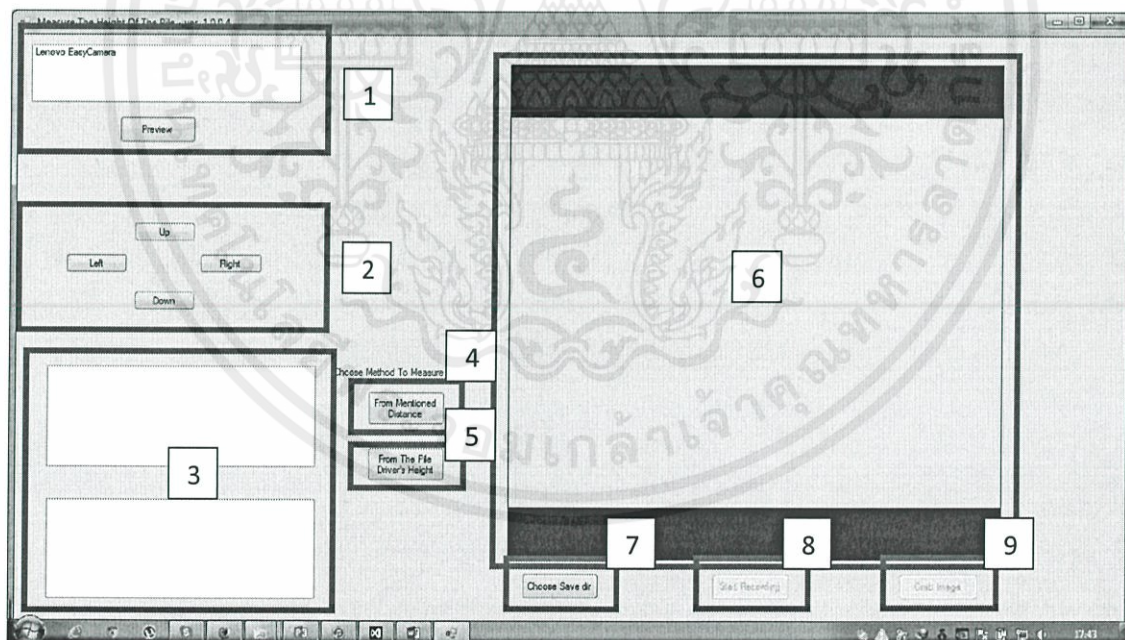 Measure The Height Of The Pile ver. 1.0.0.4
Lenovo EasyCamera
1
Preview
Up
Left
Right
2
Down
6
4
Choose Method To Measure
From Mentioned
Distance
5
3
From The Pile
Driver's Height
7
8
9
Choose Save dir
Start Recording
Grab Image
17:43